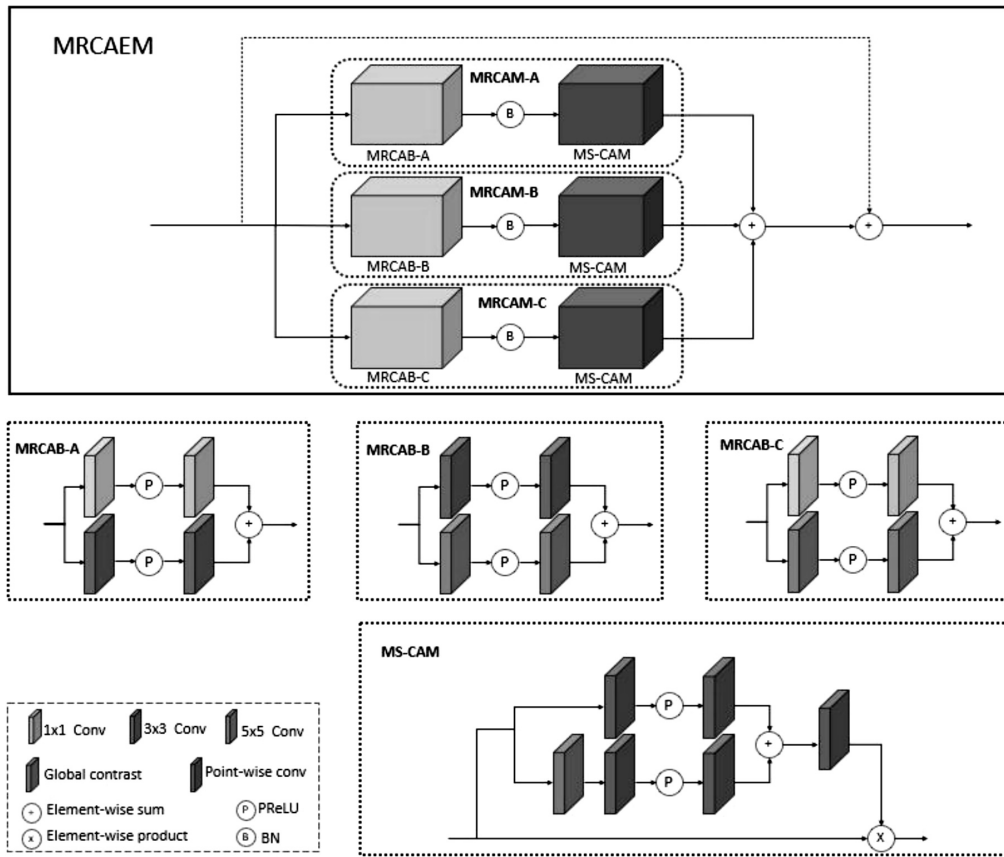 MRCAEM
MRCAM-A
B
MRCAB-A
MS-CAM
MRCAM-B
B
+
+
MRCAB-B
MS-CAM
MRCAM-C
B
MRCAB-C
MS-CAM
MRCAB-A
P
+
P
MRCAB-B
P
+
P
MRCAB-C
P
+
P
MS-CAM
P
+
P
X
1x1 Conv
3x3 Conv
5x5 Conv
Global contrast
Point-wise conv
+ Element-wise sum
P PReLU
X Element-wise product
B BN